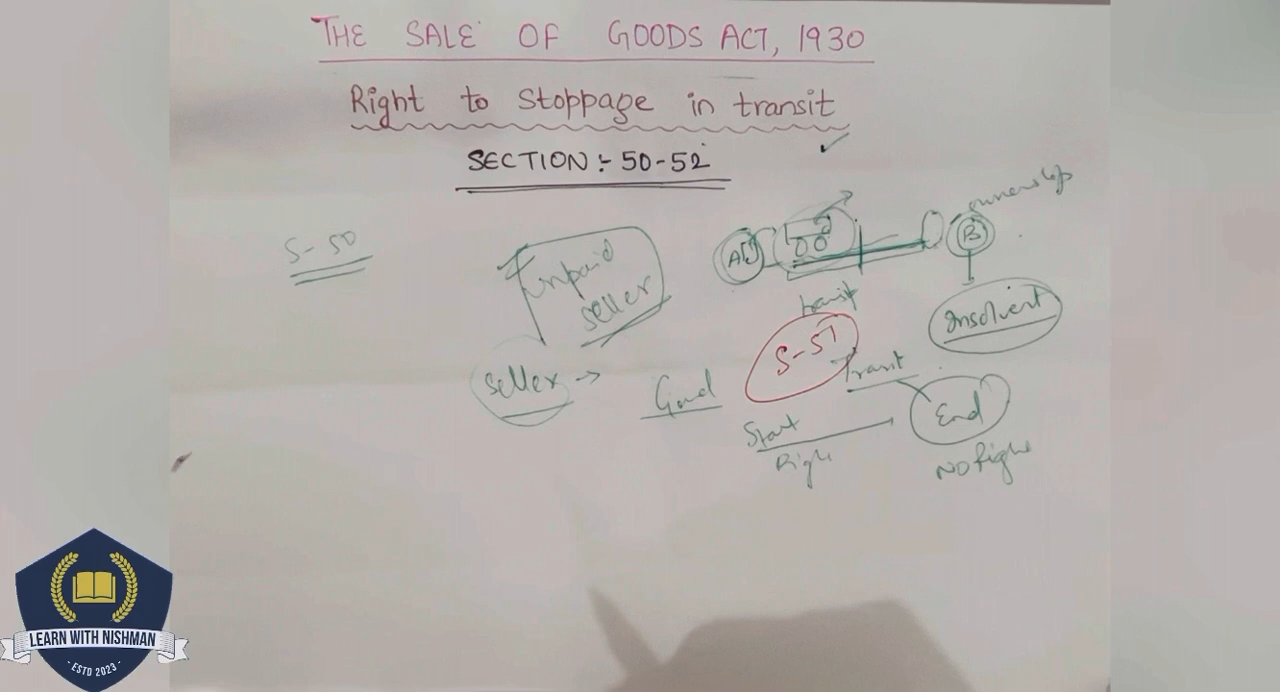 THE SALE OF GOODS ACT, 1930
Right to Stoppage in transit
SECTION :- 50-52
ownership
S-50
Unpaid
seller
A
B
transit
Insolvent
S-51
Transit
seller →
Good
End
Start
Right
No Right
LEARN WITH NISHMAN
· ESTD 2023 ·